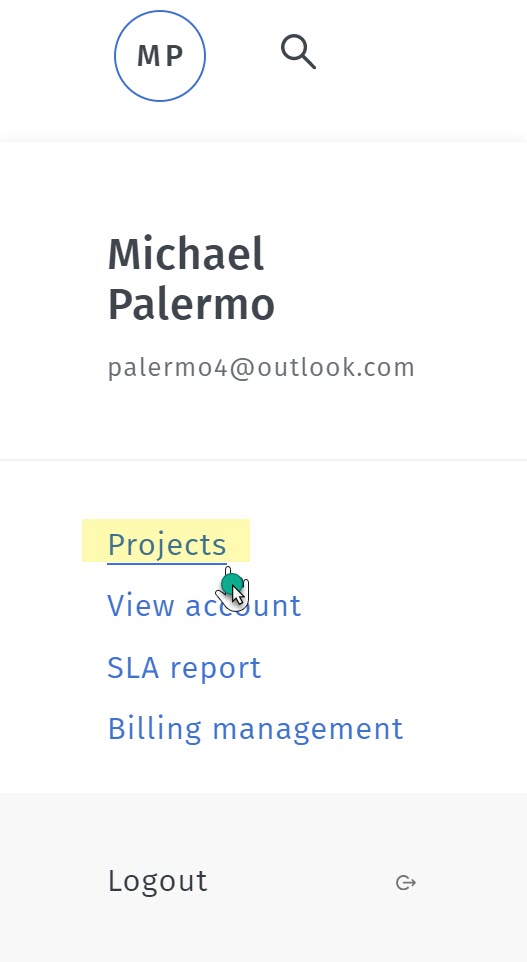 MP
Michael
Palermo
palermo4@outlook.com
Projects
View account
SLA report
Billing management
Logout